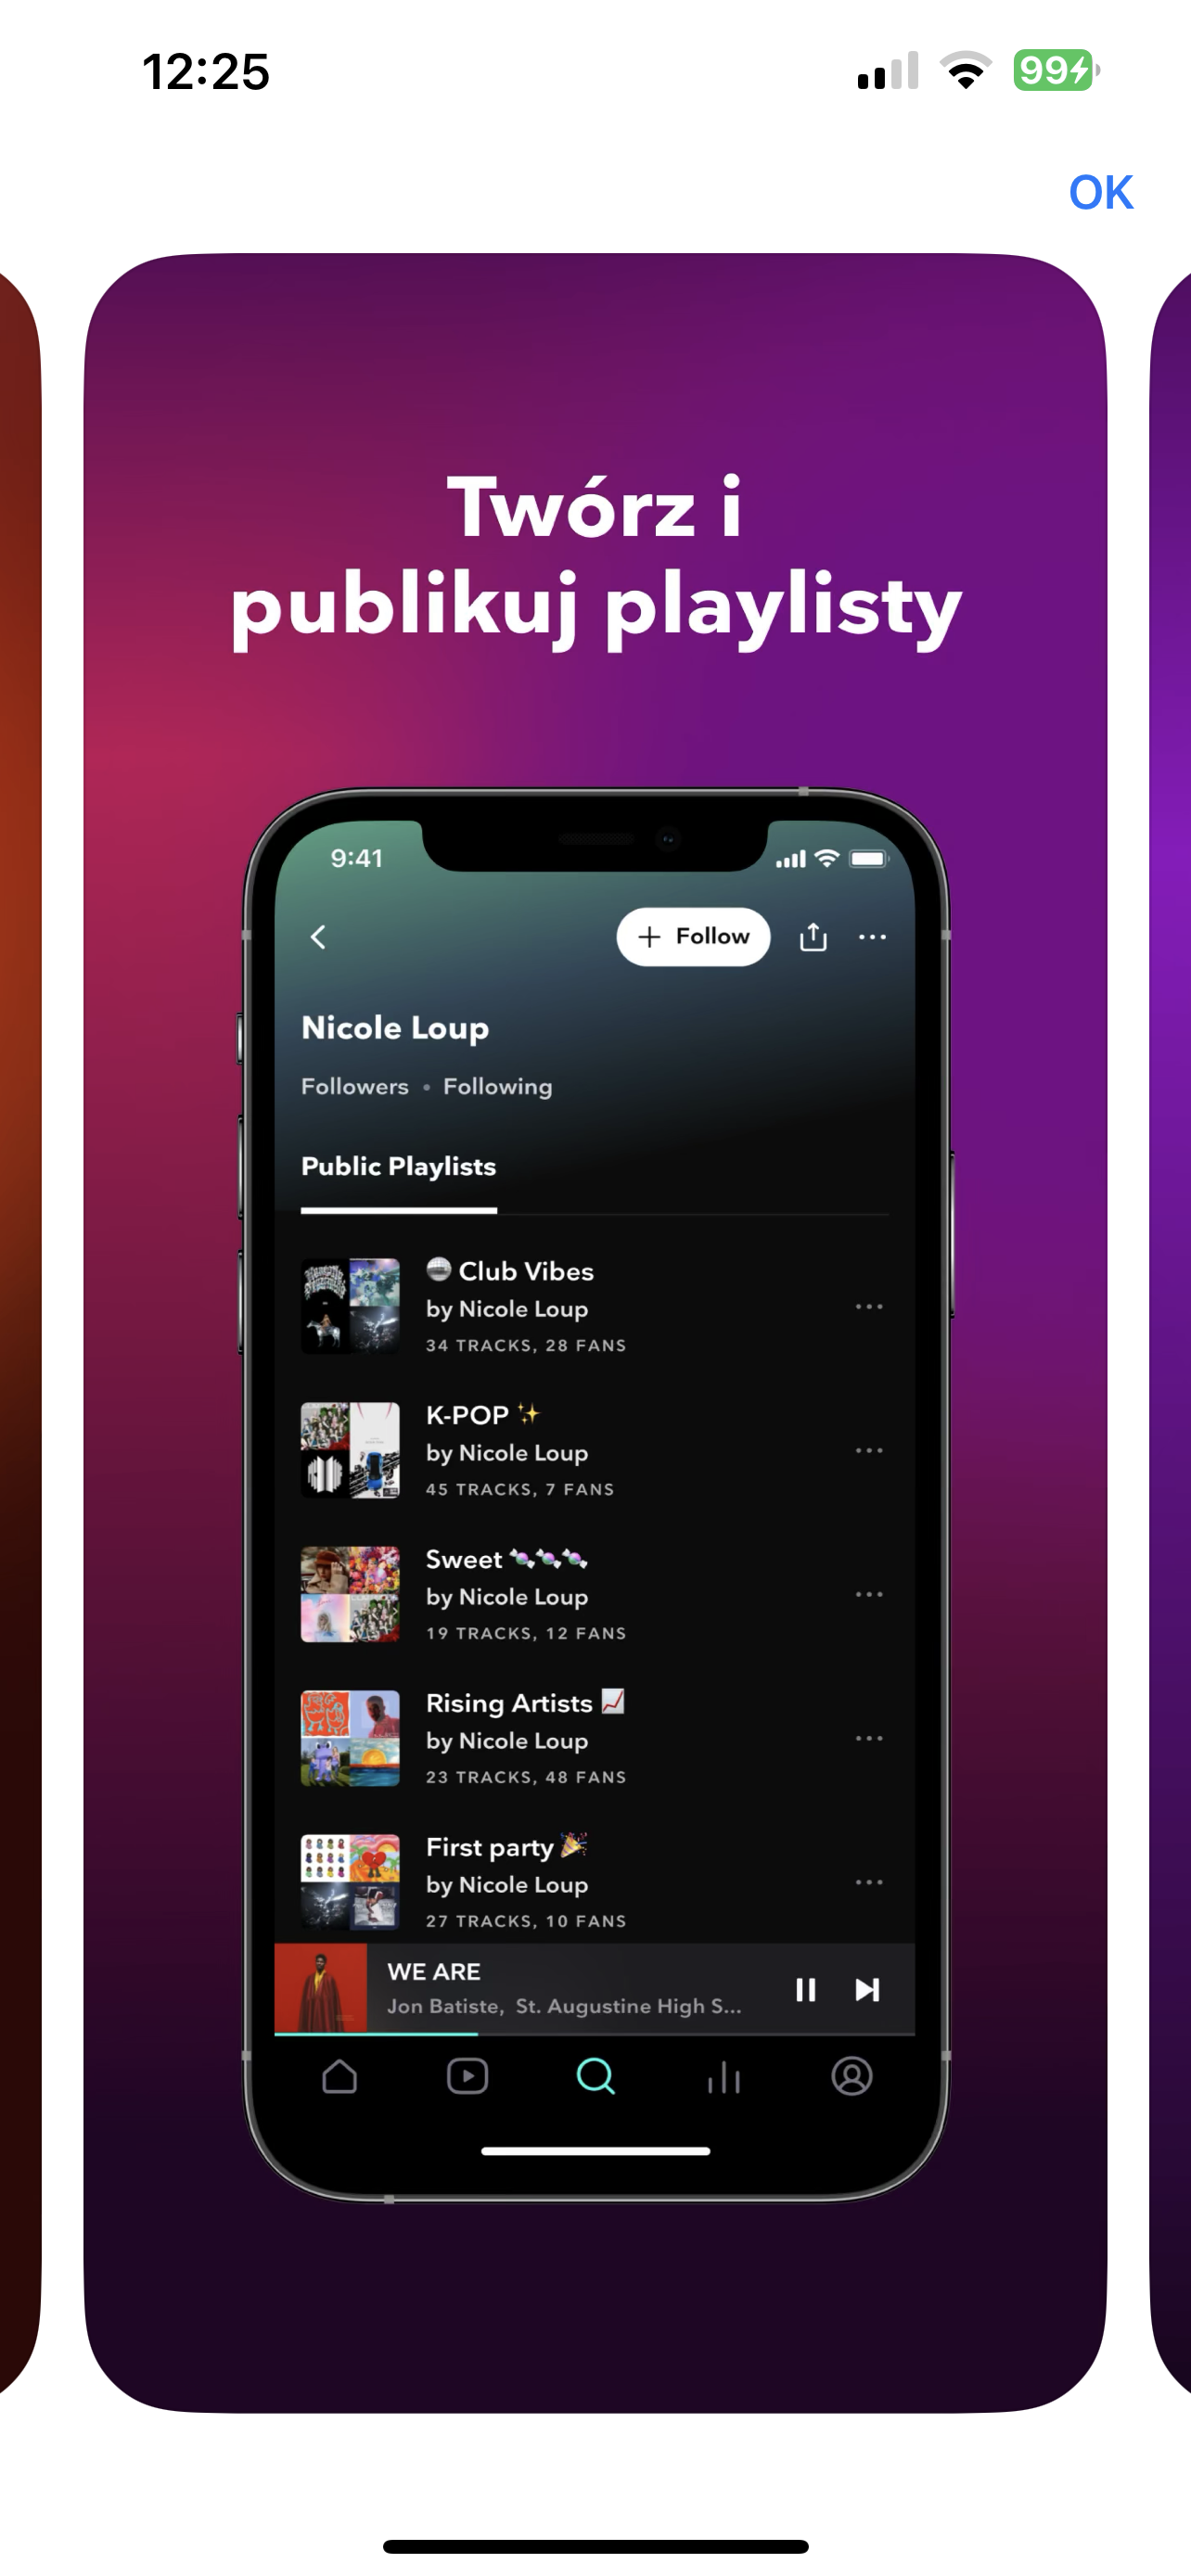 12:25
99
OK
Twórz i
publikuj playlisty
9:41
+ Follow
Nicole Loup
Followers • Following
Public Playlists
Club Vibes
by Nicole Loup
34 TRACKS, 28 FANS
K-POP ✨
by Nicole Loup
45 TRACKS, 7 FANS
Sweet 🍬🍬🍬
by Nicole Loup
19 TRACKS, 12 FANS
Rising Artists 📈
by Nicole Loup
23 TRACKS, 48 FANS
First party 🎉
by Nicole Loup
27 TRACKS, 10 FANS
WE ARE
Jon Batiste, St. Augustine High S...